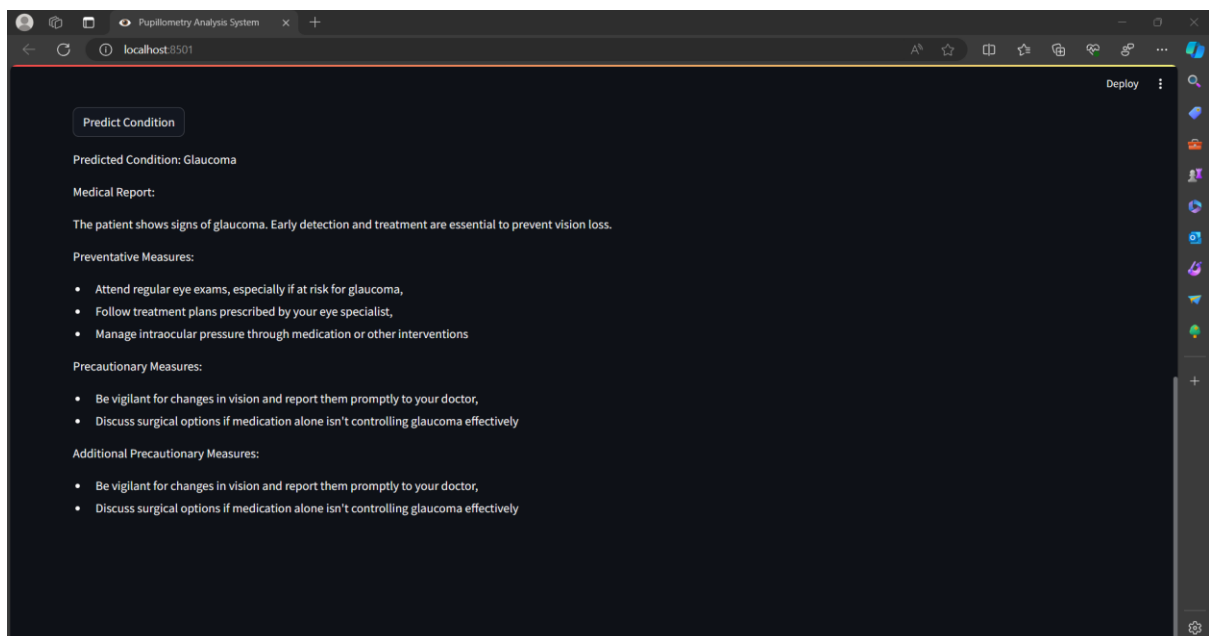 Pupillometry Analysis System
localhost:8501
Deploy
Predict Condition
Predicted Condition: Glaucoma
Medical Report:
The patient shows signs of glaucoma. Early detection and treatment are essential to prevent vision loss.
Preventative Measures:
Attend regular eye exams, especially if at risk for glaucoma,
Follow treatment plans prescribed by your eye specialist,
Manage intraocular pressure through medication or other interventions
Precautionary Measures:
Be vigilant for changes in vision and report them promptly to your doctor,
Discuss surgical options if medication alone isn't controlling glaucoma effectively
Additional Precautionary Measures:
Be vigilant for changes in vision and report them promptly to your doctor,
Discuss surgical options if medication alone isn't controlling glaucoma effectively